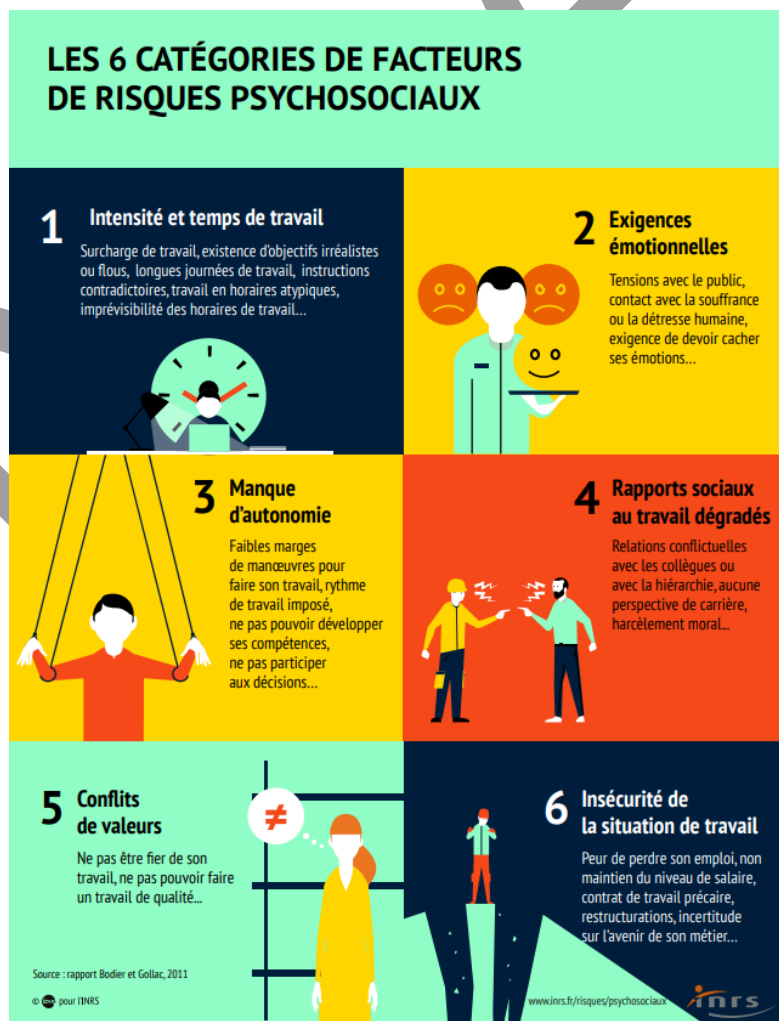 LES 6 CATÉGORIES DE FACTEURS
DE RISQUES PSYCHOSOCIAUX
1 Intensité et temps de travail
Surcharge de travail, existence d'objectifs irréalistes
ou flous, longues journées de travail, instructions
contradictoires, travail en horaires atypiques,
imprévisibilité des horaires de travail...
2 Exigences
émotionnelles
Tensions avec le public,
contact avec la souffrance
ou la détresse humaine,
exigence de devoir cacher
ses émotions...
3 Manque
d'autonomie
Faibles marges
de manœuvres pour
faire son travail, rythme
de travail imposé,
ne pas pouvoir développer
ses compétences,
ne pas participer
aux décisions...
4 Rapports sociaux
au travail dégradés
Relations conflictuelles
avec les collègues ou
avec la hiérarchie, aucune
perspective de carrière,
harcèlement moral...
5 Conflits
de valeurs
Ne pas être fier de son
travail, ne pas pouvoir faire
un travail de qualité...
≠
6 Insécurité de
la situation de travail
Peur de perdre son emploi, non
maintien du niveau de salaire,
contrat de travail précaire,
restructurations, incertitude
sur l'avenir de son métier...
Source : rapport Bodier et Gollac, 2011
© pour l'INRS
www.inrs.fr/risques/psychosociaux
inrs